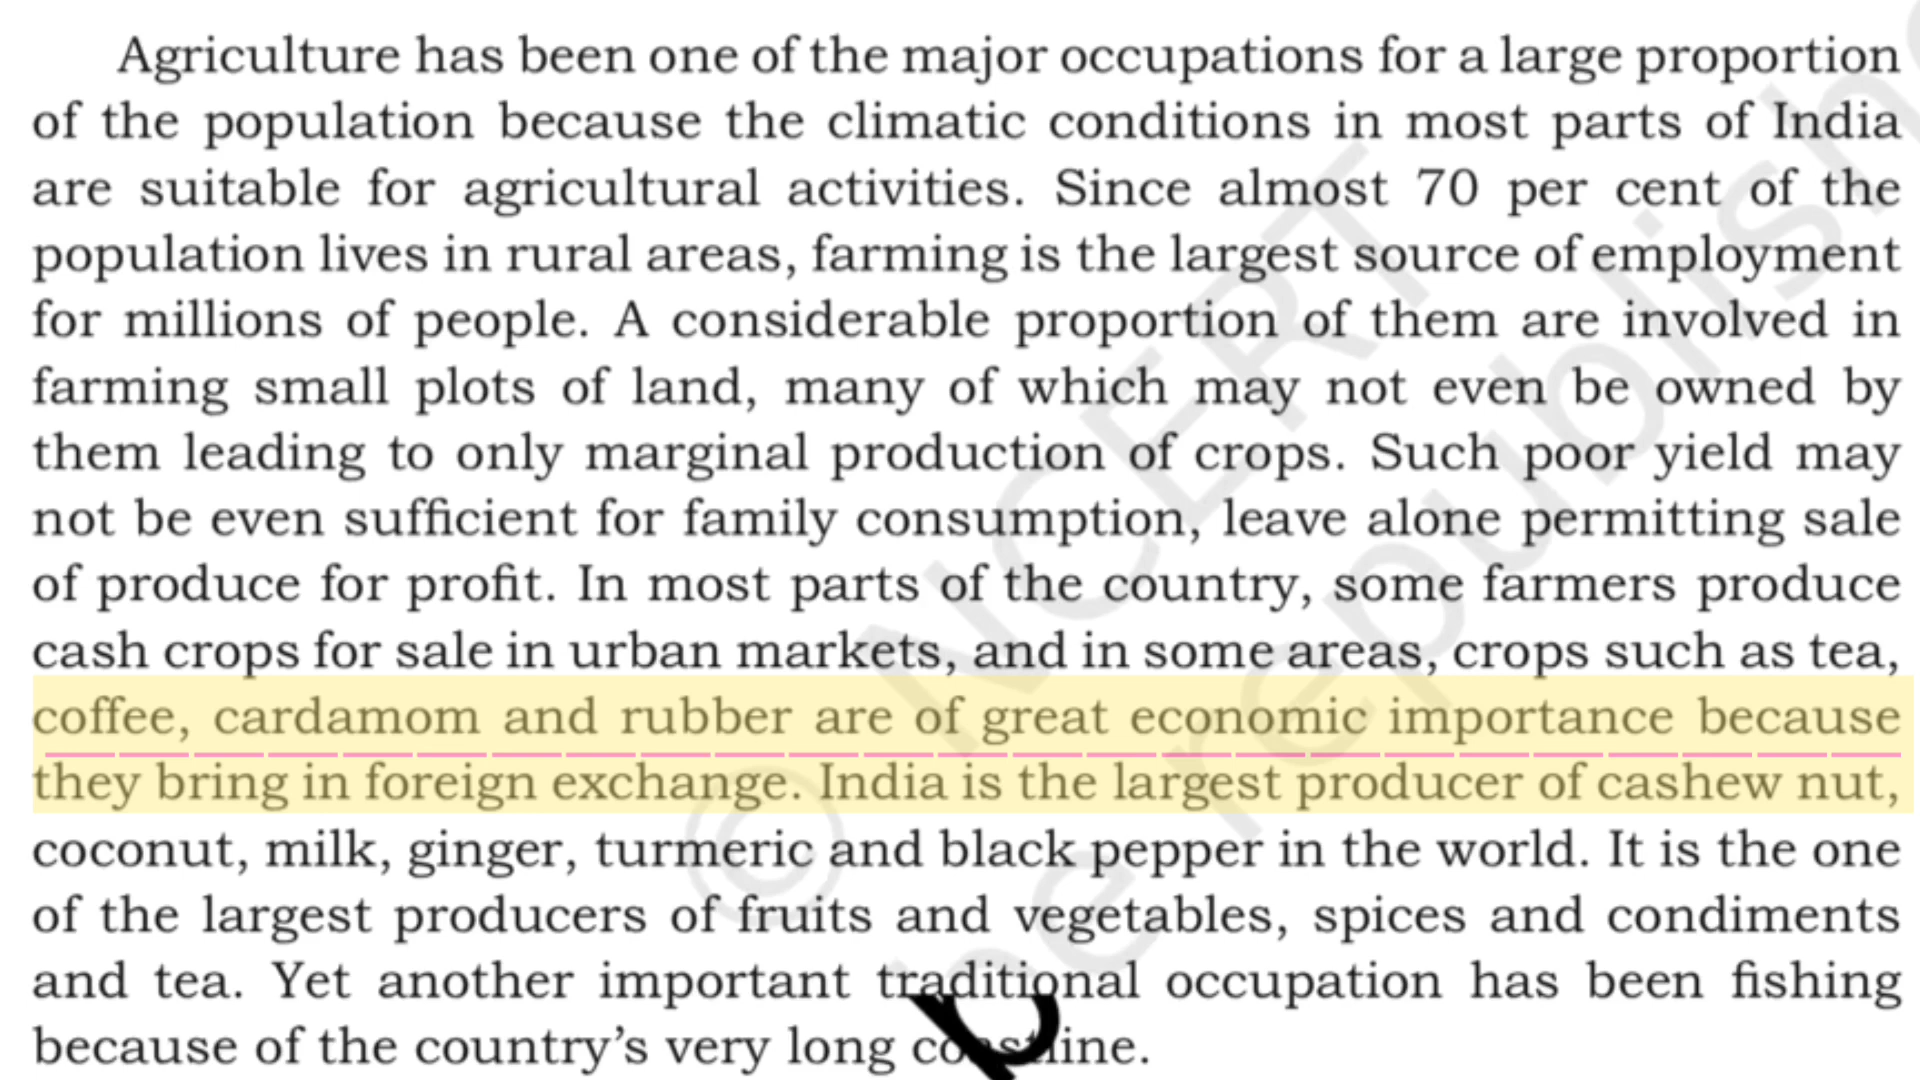 Agriculture has been one of the major occupations for a large proportion
of the population because the climatic conditions in most parts of India
are suitable for agricultural activities. Since almost 70 per cent of the
population lives in rural areas, farming is the largest source of employment
for millions of people. A considerable proportion of them are involved in
farming small plots of land, many of which may not even be owned by
them leading to only marginal production of crops. Such poor yield may
not be even sufficient for family consumption, leave alone permitting sale
of produce for profit. In most parts of the country, some farmers produce
cash crops for sale in urban markets, and in some areas, crops such as tea,
coffee, cardamom and rubber are of great economic importance because
they bring in foreign exchange. India is the largest producer of cashew nut,
coconut, milk, ginger, turmeric and black pepper in the world. It is the one
of the largest producers of fruits and vegetables, spices and condiments
and tea. Yet another important traditional occupation has been fishing
because of the country’s very long coastline.
© NCERT
be republishe